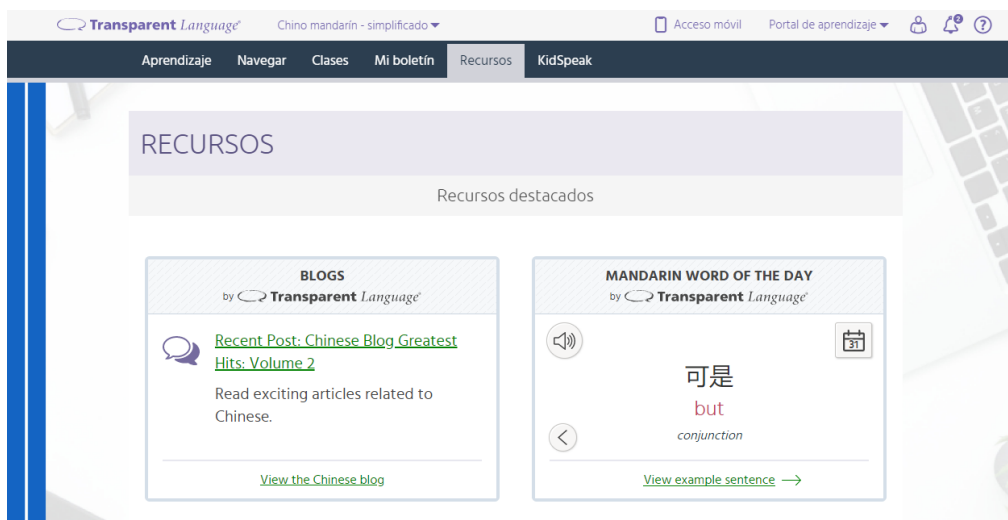 Transparent Language® Chino mandarín - simplificado Acceso móvil Portal de aprendizaje 2 ?
Aprendizaje Navegar Clases Mi boletín Recursos KidSpeak
RECURSOS
Recursos destacados
BLOGS
by Transparent Language®
Recent Post: Chinese Blog Greatest
Hits: Volume 2
Read exciting articles related to
Chinese.
View the Chinese blog
MANDARIN WORD OF THE DAY
by Transparent Language®
31
可是
but
conjunction
View example sentence